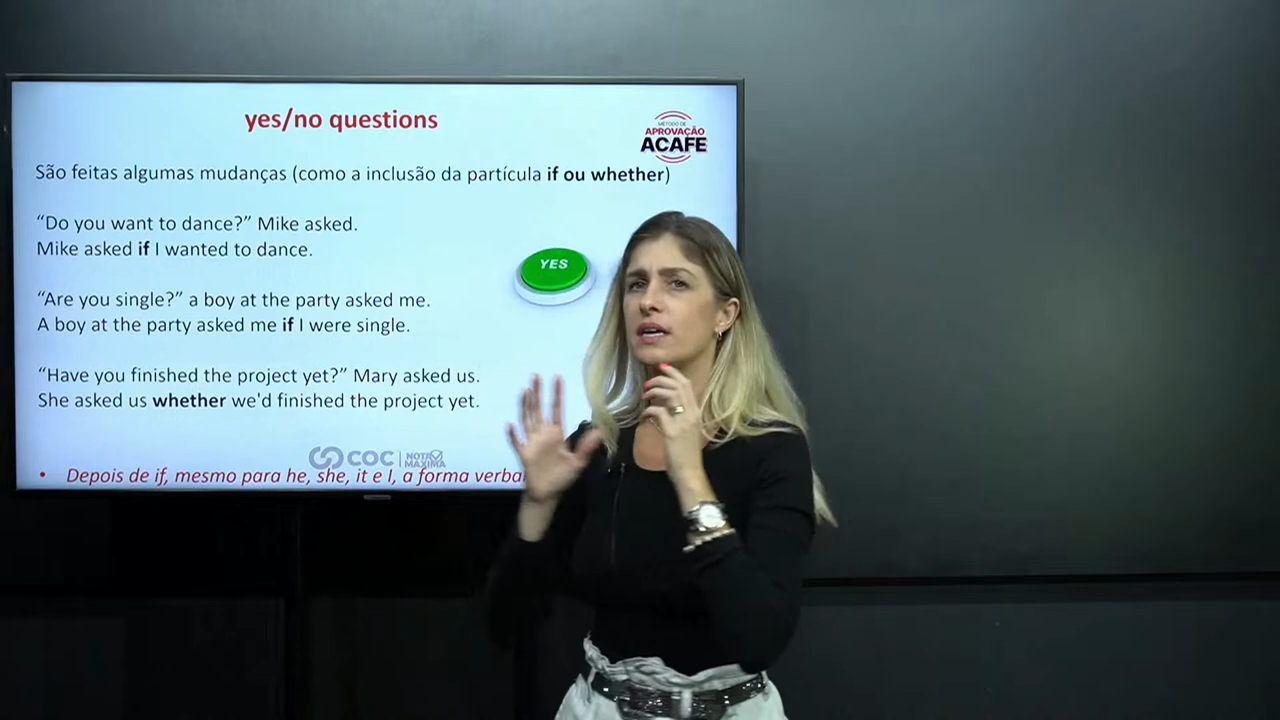 yes/no questions
MÉTODO DE
APROVAÇÃO
ACAFE
São feitas algumas mudanças (como a inclusão da partícula if ou whether)
“Do you want to dance?” Mike asked.
Mike asked if I wanted to dance.
YES
“Are you single?” a boy at the party asked me.
A boy at the party asked me if I were single.
“Have you finished the project yet?” Mary asked us.
She asked us whether we'd finished the project yet.
COC NOTA
MÁXIMA
• Depois de if, mesmo para he, she, it e I, a forma verbal